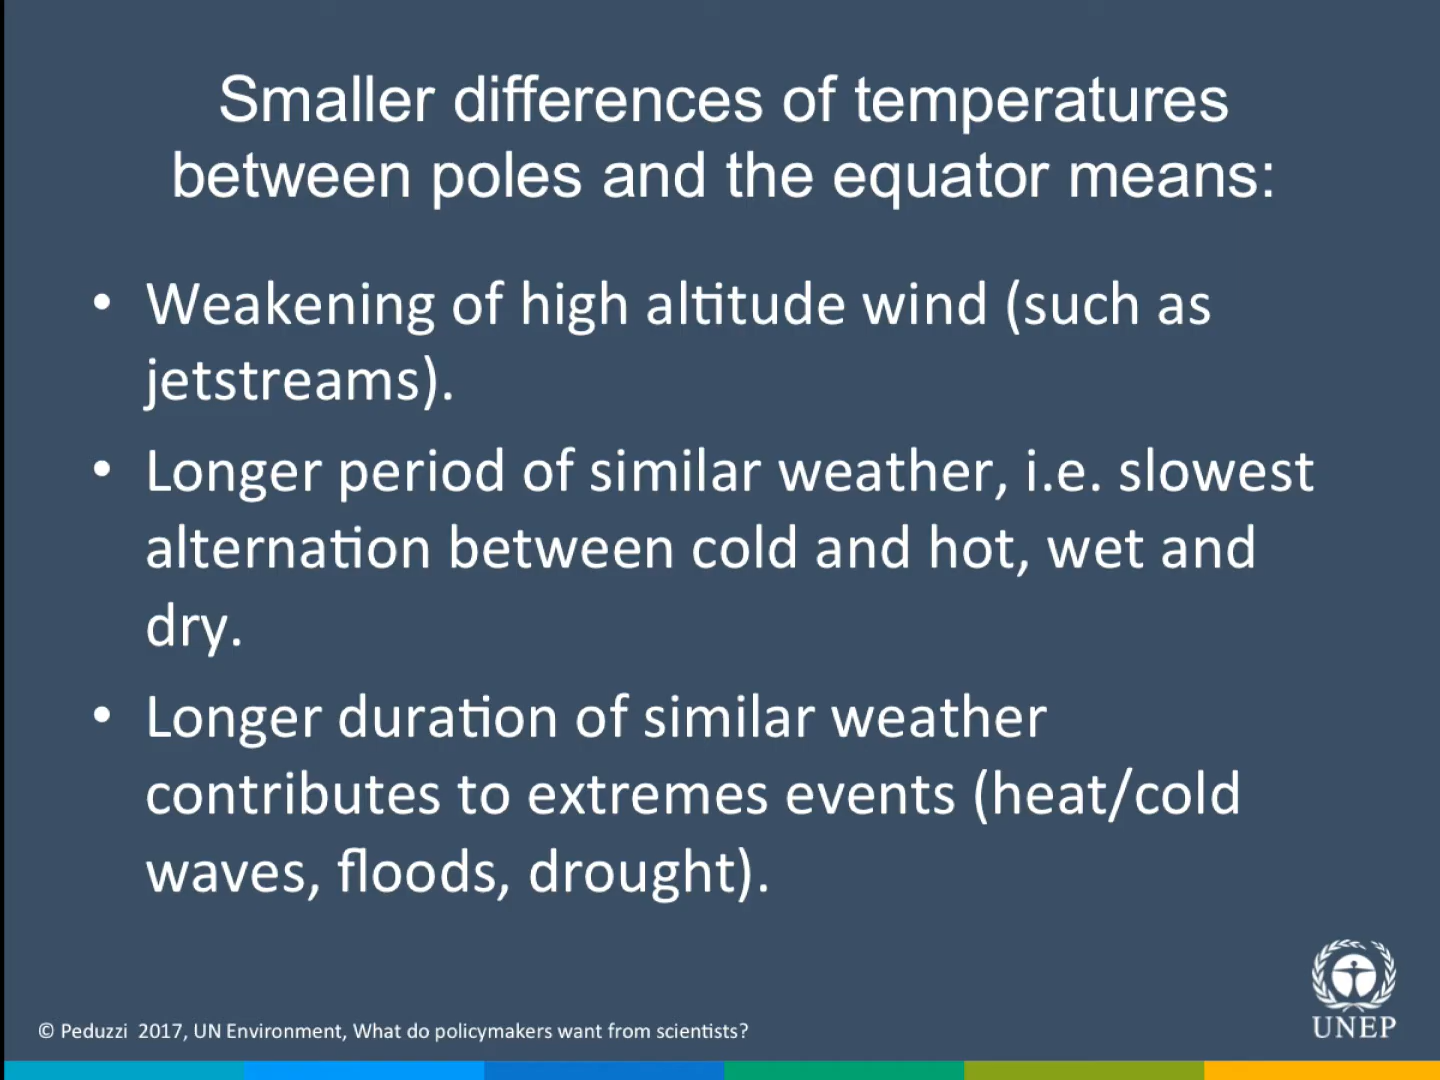 Smaller differences of temperatures
between poles and the equator means:
• Weakening of high altitude wind (such as
jetstreams).
• Longer period of similar weather, i.e. slowest
alternation between cold and hot, wet and
dry.
• Longer duration of similar weather
contributes to extremes events (heat/cold
waves, floods, drought).
UNEP
© Peduzzi 2017, UN Environment, What do policymakers want from scientists?